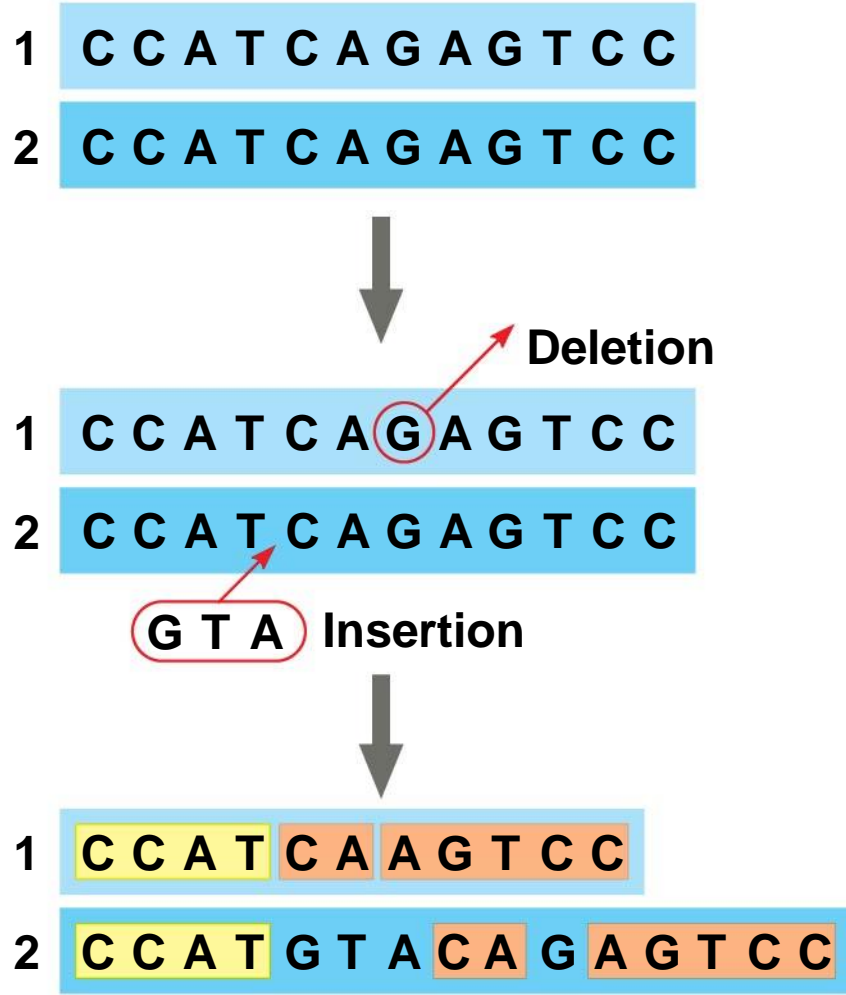 1 C C A T C A G A G T C C
2 C C A T C A G A G T C C
Deletion
1 C C A T C A G A G T C C
2 C C A T C A G A G T C C
G T A Insertion
1 C C A T C A A G T C C
2 C C A T G T A C A G A G T C C